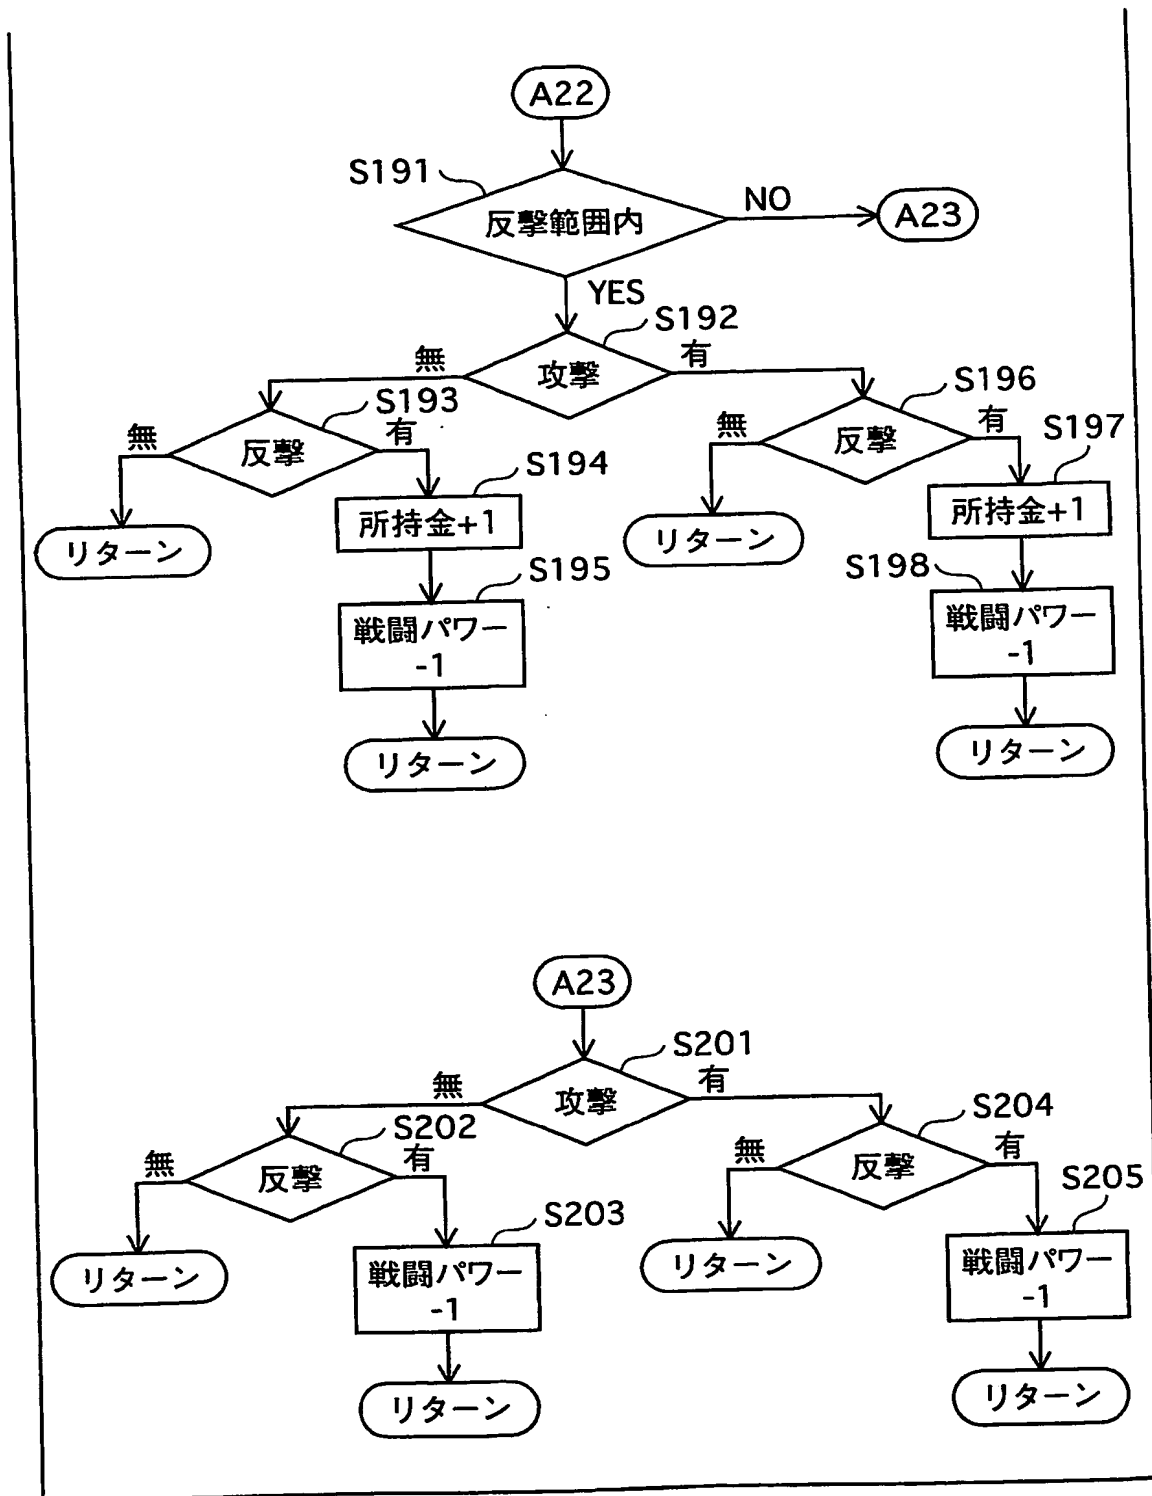 A22
S191
反撃範囲内
NO
A23
YES
S192
無
攻撃
有
S193
無
反撃
有
S194
リターン
所持金+1
S195
戦闘パワー
-1
リターン
S196
無
反撃
有
S197
リターン
所持金+1
S198
戦闘パワー
-1
リターン
A23
S201
無
攻撃
有
S202
無
反撃
有
S203
リターン
戦闘パワー
-1
リターン
S204
無
反撃
有
S205
リターン
戦闘パワー
-1
リターン